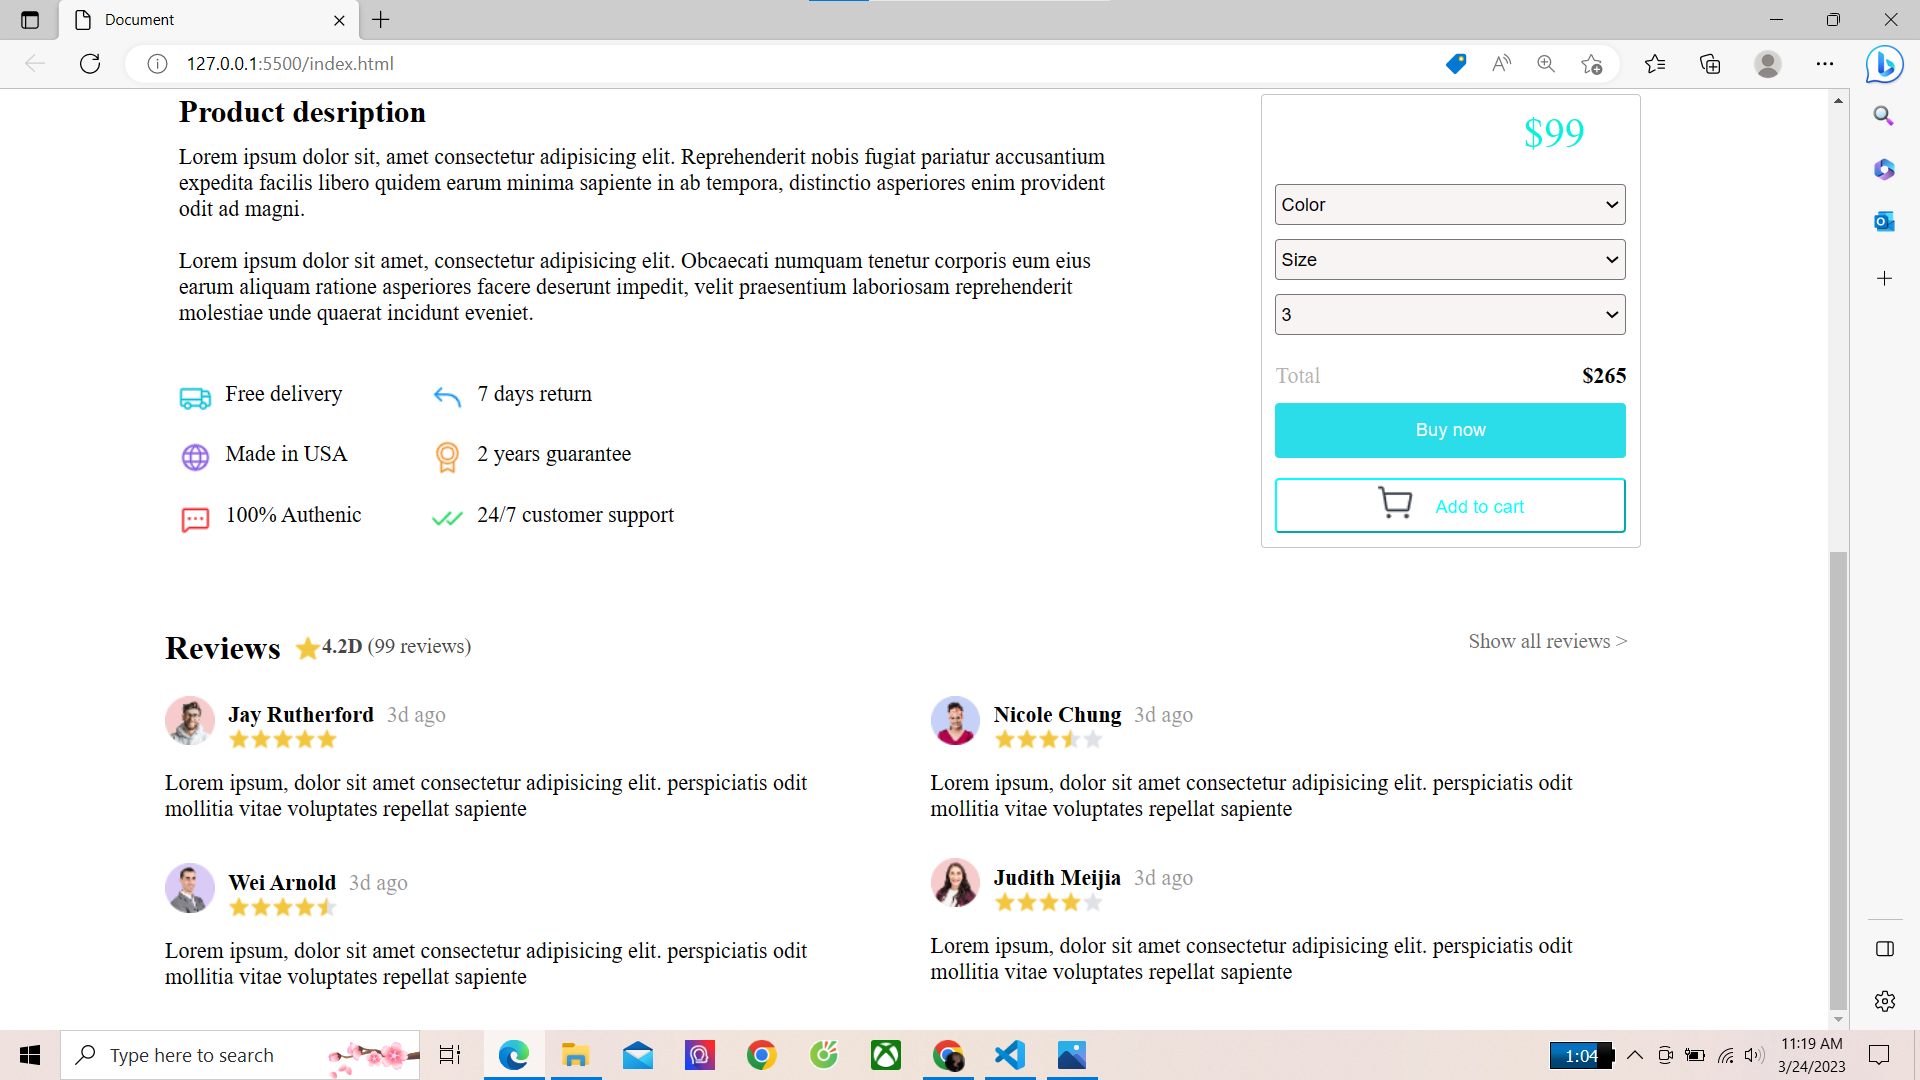 Document
127.0.0.1:5500/index.html
Product desription
Lorem ipsum dolor sit, amet consectetur adipisicing elit. Reprehenderit nobis fugiat pariatur accusantium
expedita facilis libero quidem earum minima sapiente in ab tempora, distinctio asperiores enim provident
odit ad magni.
Lorem ipsum dolor sit amet, consectetur adipisicing elit. Obcaecati numquam tenetur corporis eum eius
earum aliquam ratione asperiores facere deserunt impedit, velit praesentium laboriosam reprehenderit
molestiae unde quaerat incidunt eveniet.
Free delivery
7 days return
Made in USA
2 years guarantee
100% Authenic
24/7 customer support
$99
Color
Size
3
Total $265
Buy now
Add to cart
Reviews 4.2D (99 reviews)
Show all reviews >
Jay Rutherford 3d ago
Lorem ipsum, dolor sit amet consectetur adipisicing elit. perspiciatis odit
mollitia vitae voluptates repellat sapiente
Nicole Chung 3d ago
Lorem ipsum, dolor sit amet consectetur adipisicing elit. perspiciatis odit
mollitia vitae voluptates repellat sapiente
Wei Arnold 3d ago
Lorem ipsum, dolor sit amet consectetur adipisicing elit. perspiciatis odit
mollitia vitae voluptates repellat sapiente
Judith Meijia 3d ago
Lorem ipsum, dolor sit amet consectetur adipisicing elit. perspiciatis odit
mollitia vitae voluptates repellat sapiente
Type here to search
1:04
11:19 AM
3/24/2023